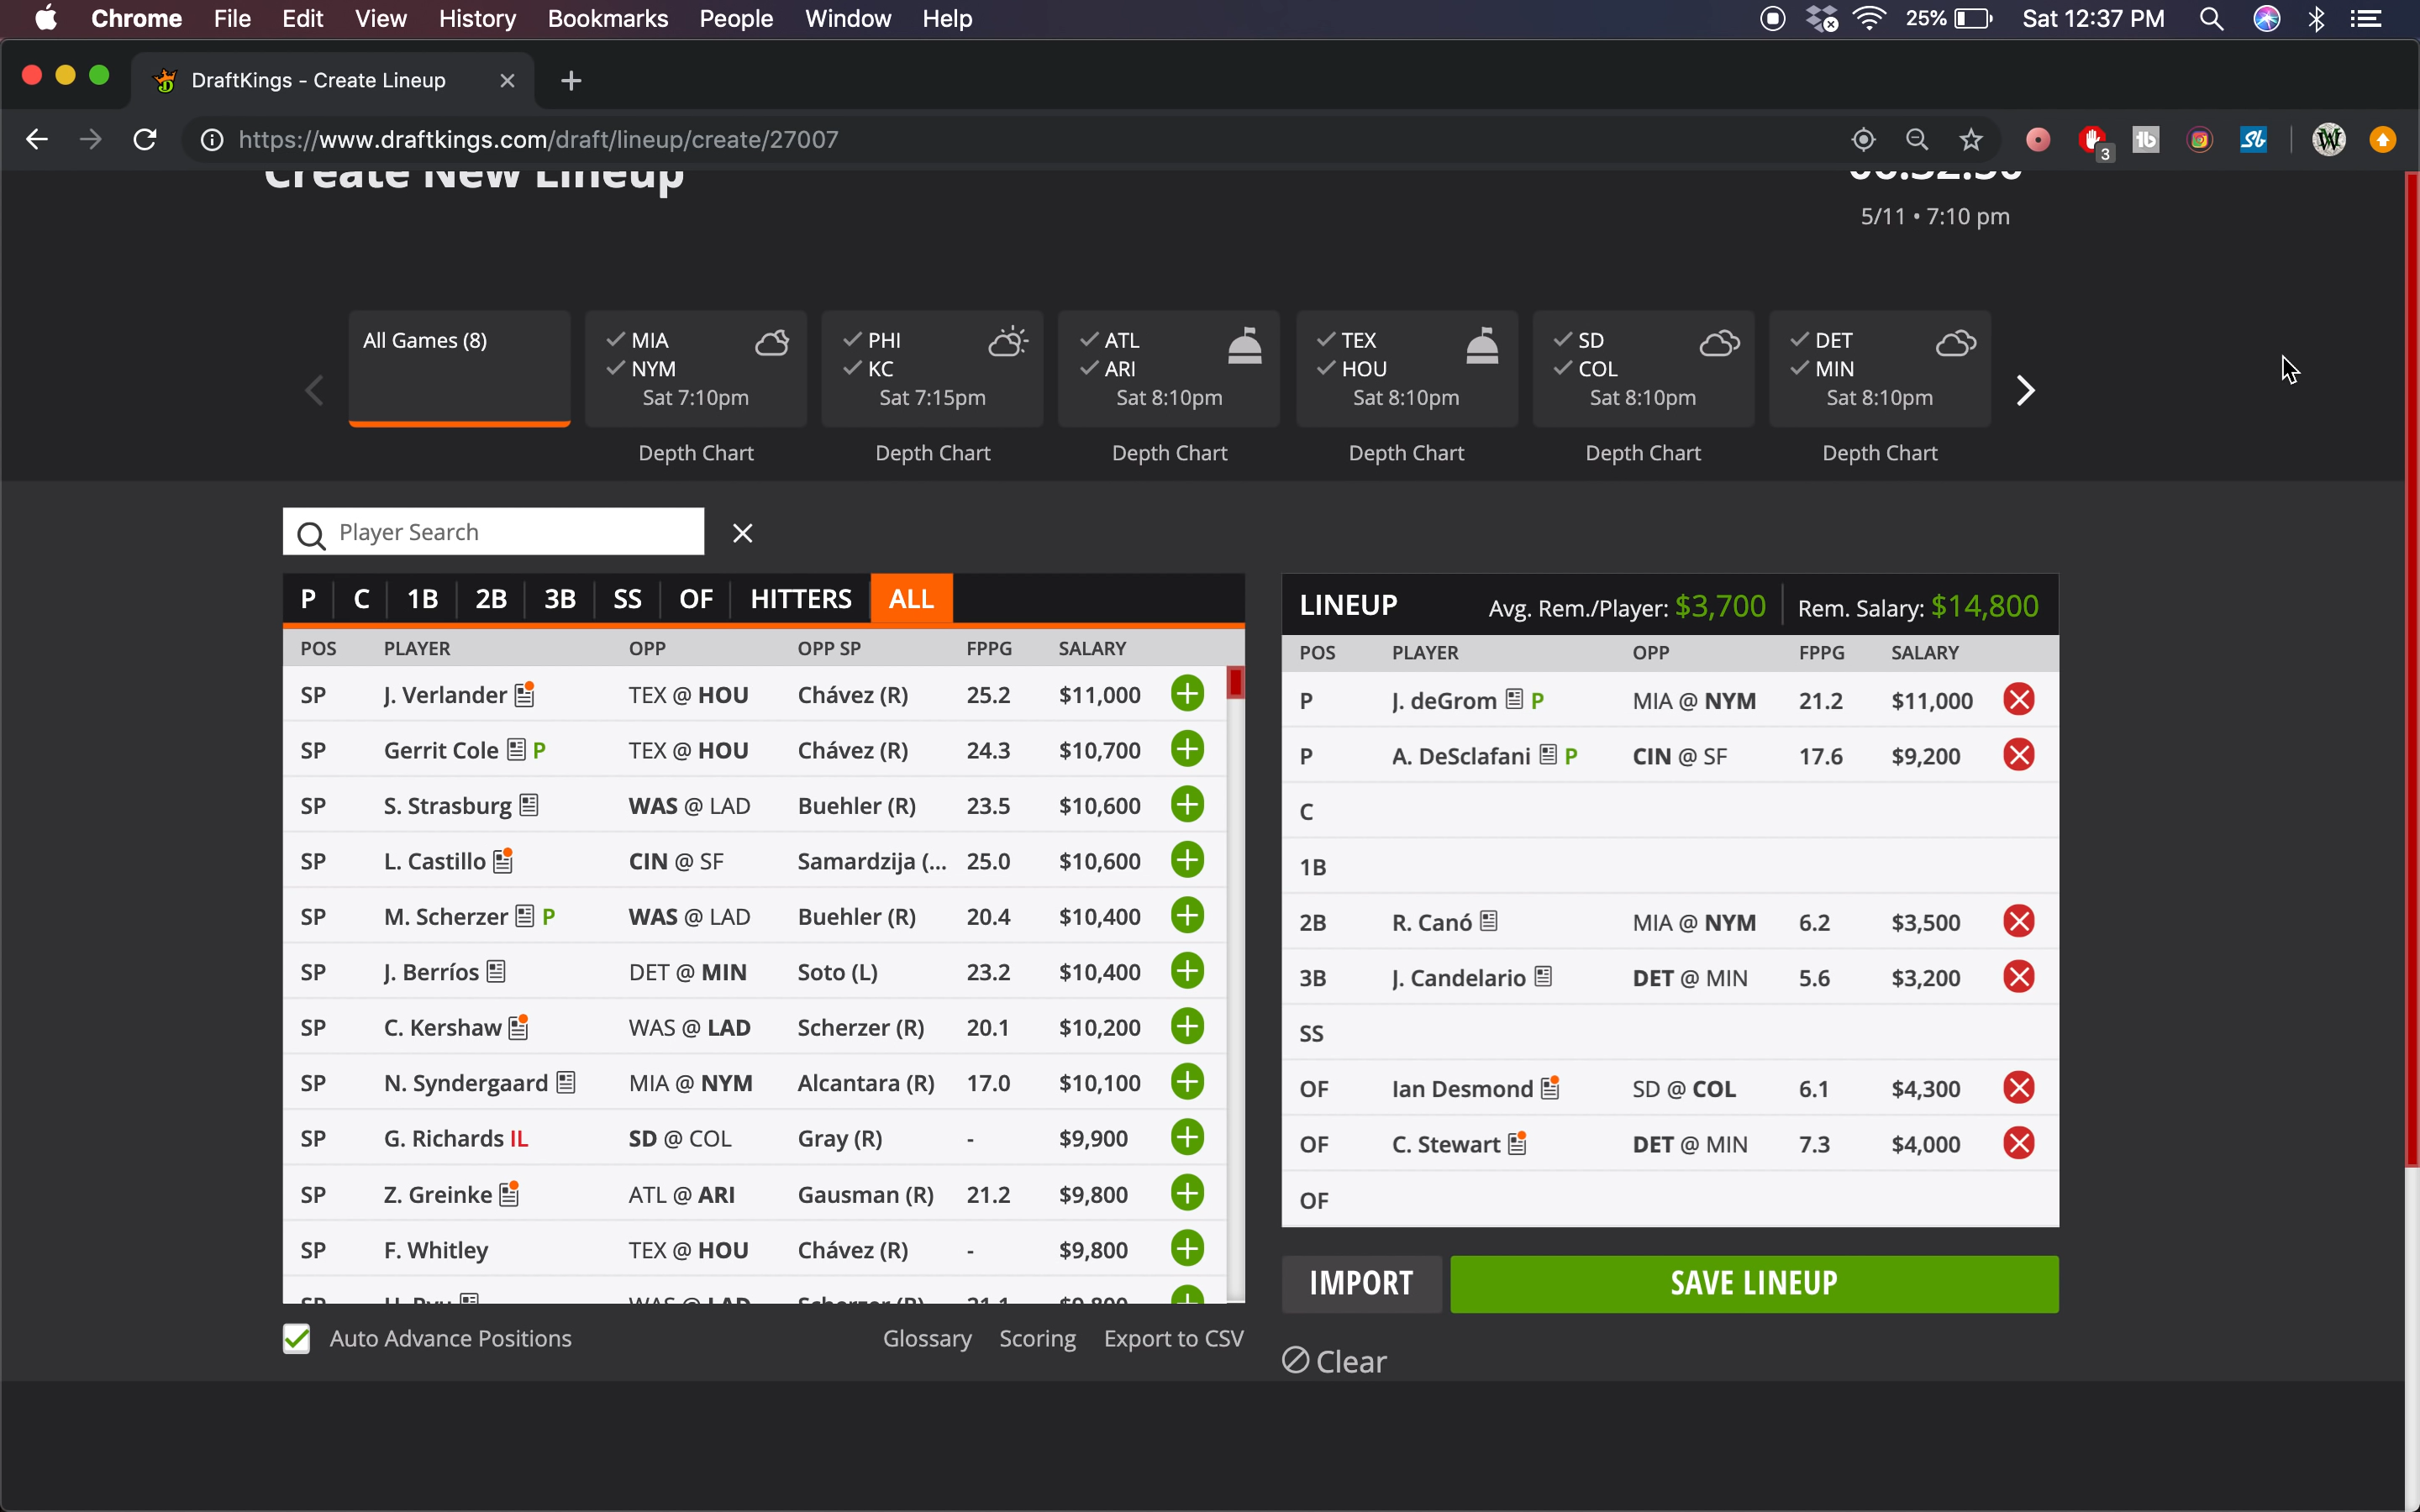 Chrome File Edit View History Bookmarks People Window Help 25% Sat 12:37 PM
DraftKings - Create Lineup
https://www.draftkings.com/draft/lineup/create/27007 3
Create New Lineup
5/11 • 7:10 pm
All Games (8)
MIA
NYM
Sat 7:10pm
Depth Chart
PHI
KC
Sat 7:15pm
Depth Chart
ATL
ARI
Sat 8:10pm
Depth Chart
TEX
HOU
Sat 8:10pm
Depth Chart
SD
COL
Sat 8:10pm
Depth Chart
DET
MIN
Sat 8:10pm
Depth Chart
Player Search
P C 1B 2B 3B SS OF HITTERS ALL
POS PLAYER OPP OPP SP FPPG SALARY
SP J. Verlander TEX @ HOU Chávez (R) 25.2 $11,000
SP Gerrit Cole P TEX @ HOU Chávez (R) 24.3 $10,700
SP S. Strasburg WAS @ LAD Buehler (R) 23.5 $10,600
SP L. Castillo CIN @ SF Samardzija (... 25.0 $10,600
SP M. Scherzer P WAS @ LAD Buehler (R) 20.4 $10,400
SP J. Berríos DET @ MIN Soto (L) 23.2 $10,400
SP C. Kershaw WAS @ LAD Scherzer (R) 20.1 $10,200
SP N. Syndergaard MIA @ NYM Alcantara (R) 17.0 $10,100
SP G. Richards IL SD @ COL Gray (R) - $9,900
SP Z. Greinke ATL @ ARI Gausman (R) 21.2 $9,800
SP F. Whitley TEX @ HOU Chávez (R) - $9,800
SP H. Ryu WAS @ LAD Scherzer (R) 21.1 $9,800
Auto Advance Positions Glossary Scoring Export to CSV
LINEUP Avg. Rem./Player: $3,700 Rem. Salary: $14,800
POS PLAYER OPP FPPG SALARY
P J. deGrom P MIA @ NYM 21.2 $11,000
P A. DeSclafani P CIN @ SF 17.6 $9,200
C
1B
2B R. Canó MIA @ NYM 6.2 $3,500
3B J. Candelario DET @ MIN 5.6 $3,200
SS
OF Ian Desmond SD @ COL 6.1 $4,300
OF C. Stewart DET @ MIN 7.3 $4,000
OF
IMPORT SAVE LINEUP
Clear